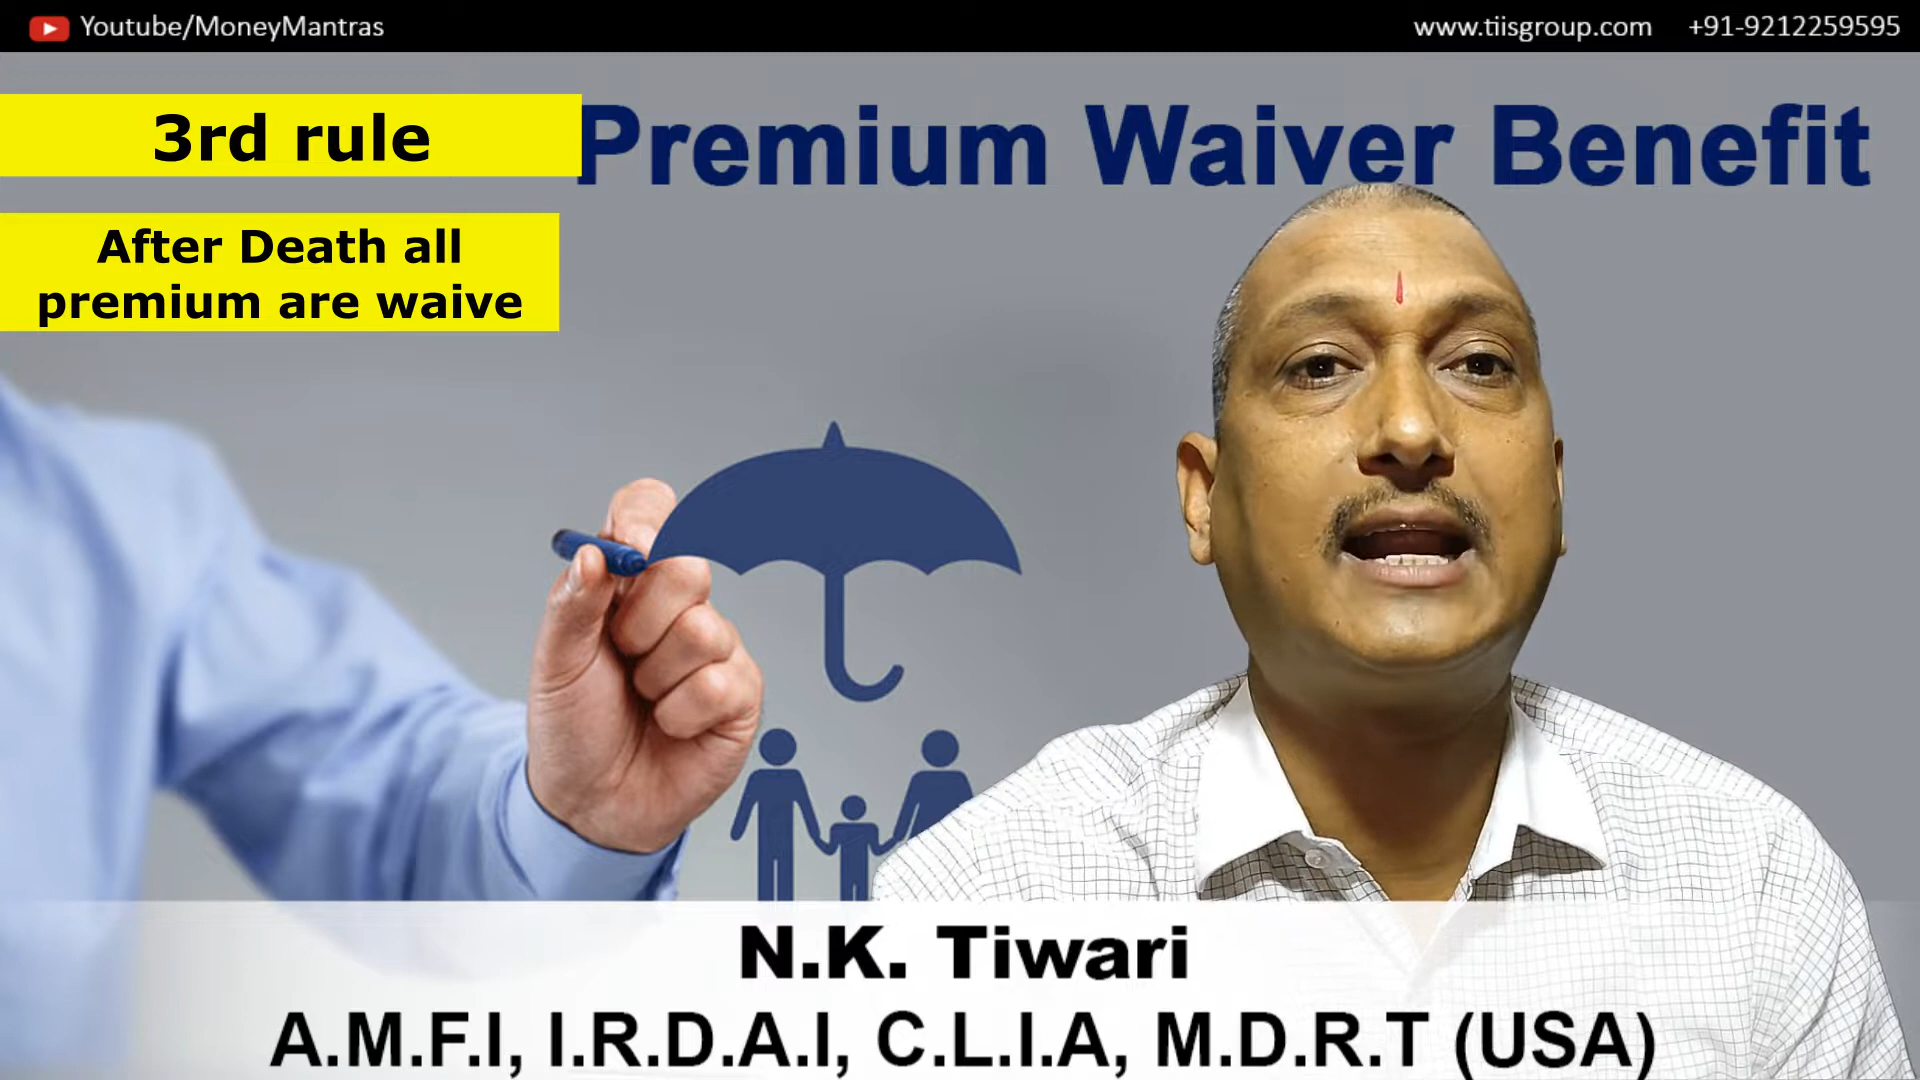 Youtube/MoneyMantras
www.tiisgroup.com +91-9212259595
3rd rule
Premium Waiver Benefit
After Death all
premium are waive
N.K. Tiwari
A.M.F.I, I.R.D.A.I, C.L.I.A, M.D.R.T (USA)